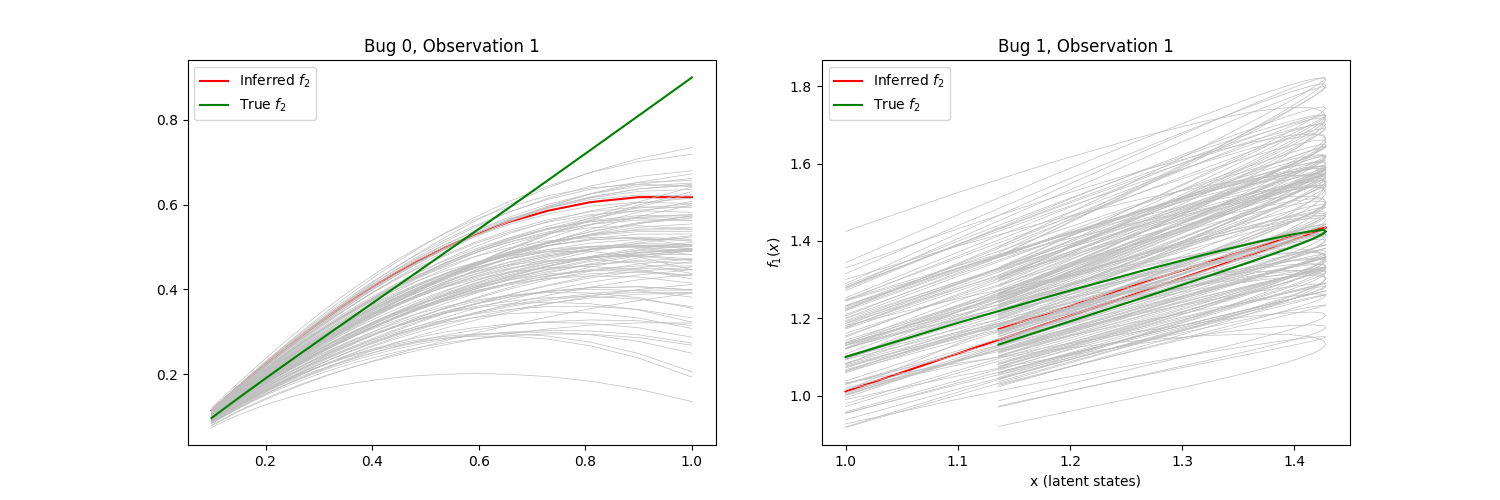 Bug 0, Observation 1
Inferred f₂
True f₂
0.8
0.6
0.4
0.2
0.2 0.4 0.6 0.8 1.0
Bug 1, Observation 1
Inferred f₂
True f₂
f₁(x)
1.8
1.6
1.4
1.2
1.0
1.0 1.1 1.2 1.3 1.4
x (latent states)